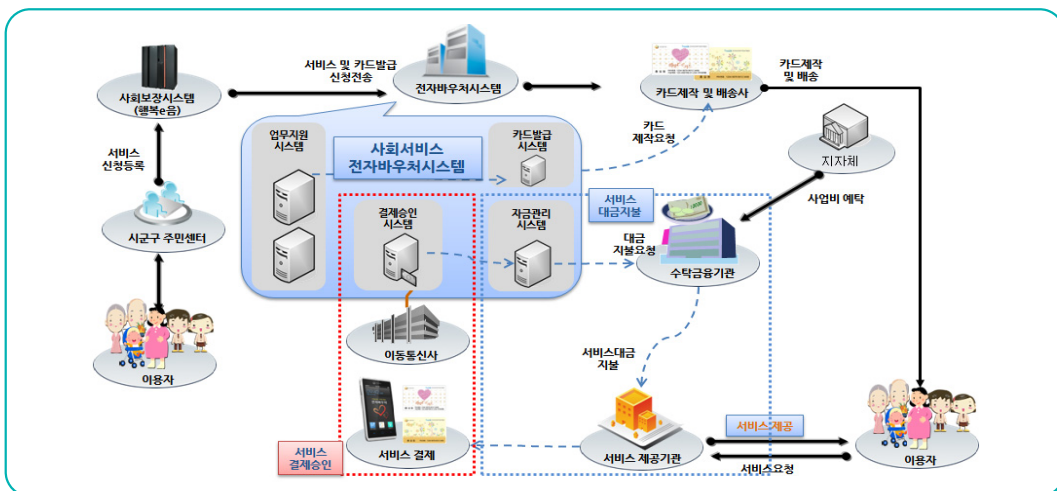 서비스 및 카드발급
신청전송
전자바우처시스템
카드제작 및 배송사
카드제작
및 배송
사회보장시스템
(행복e음)
업무지원
시스템
사회서비스
전자바우처시스템
카드발급
시스템
카드
제작요청
지자체
서비스
신청등록
사업비 예탁
서비스
대금지불
결제승인
시스템
자금관리
시스템
대금
지불요청
시군구 주민센터
수탁금융기관
이동통신사
서비스대금
지불
이용자
서비스 제공
서비스
결제승인
서비스 결제
서비스 제공기관
서비스요청
이용자